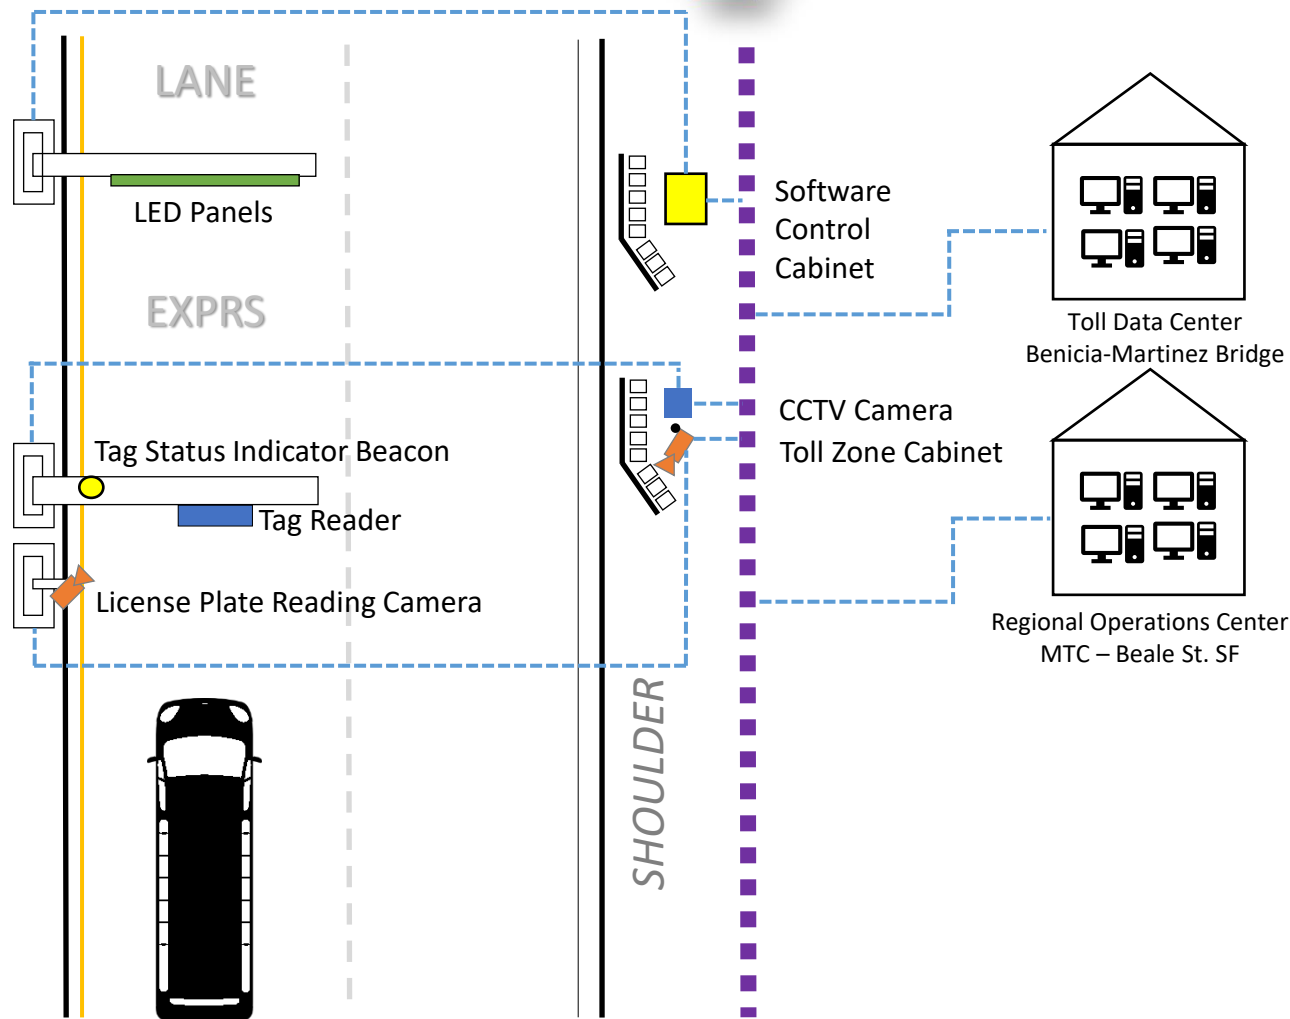 LANE
LED Panels
Software
Control
Cabinet
EXPRS
Toll Data Center
Benicia-Martinez Bridge
CCTV Camera
Toll Zone Cabinet
Tag Status Indicator Beacon
Tag Reader
License Plate Reading Camera
Regional Operations Center
MTC – Beale St. SF
SHOULDER